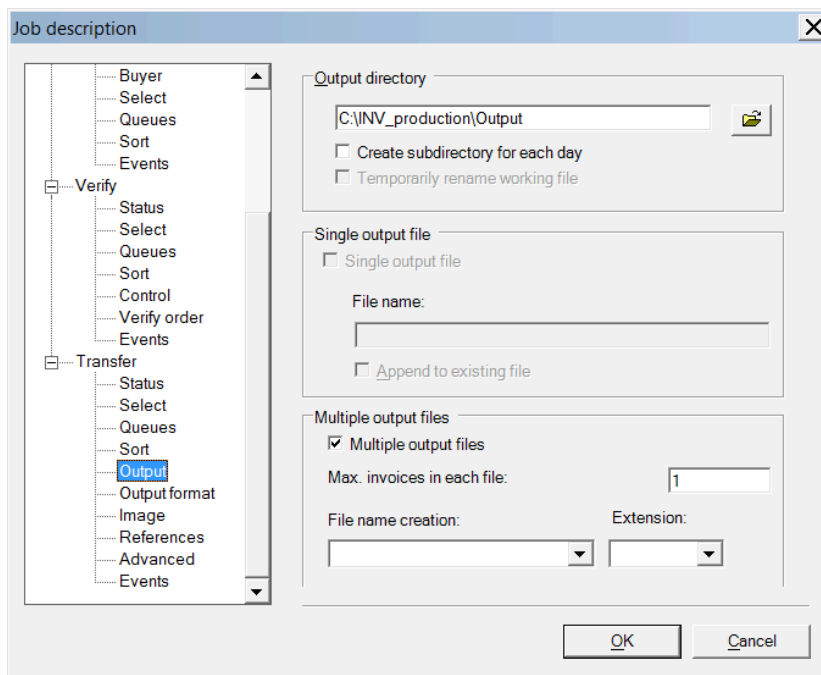 Job description
Buyer
Select
Queues
Sort
Events
Verify
Status
Select
Queues
Sort
Control
Verify order
Events
Transfer
Status
Select
Queues
Sort
Output
Output format
Image
References
Advanced
Events
Output directory
C:\INV_production\Output
Create subdirectory for each day
Temporarily rename working file
Single output file
Single output file
File name:
Append to existing file
Multiple output files
Multiple output files
Max. invoices in each file:
1
File name creation:
Extension:
OK
Cancel